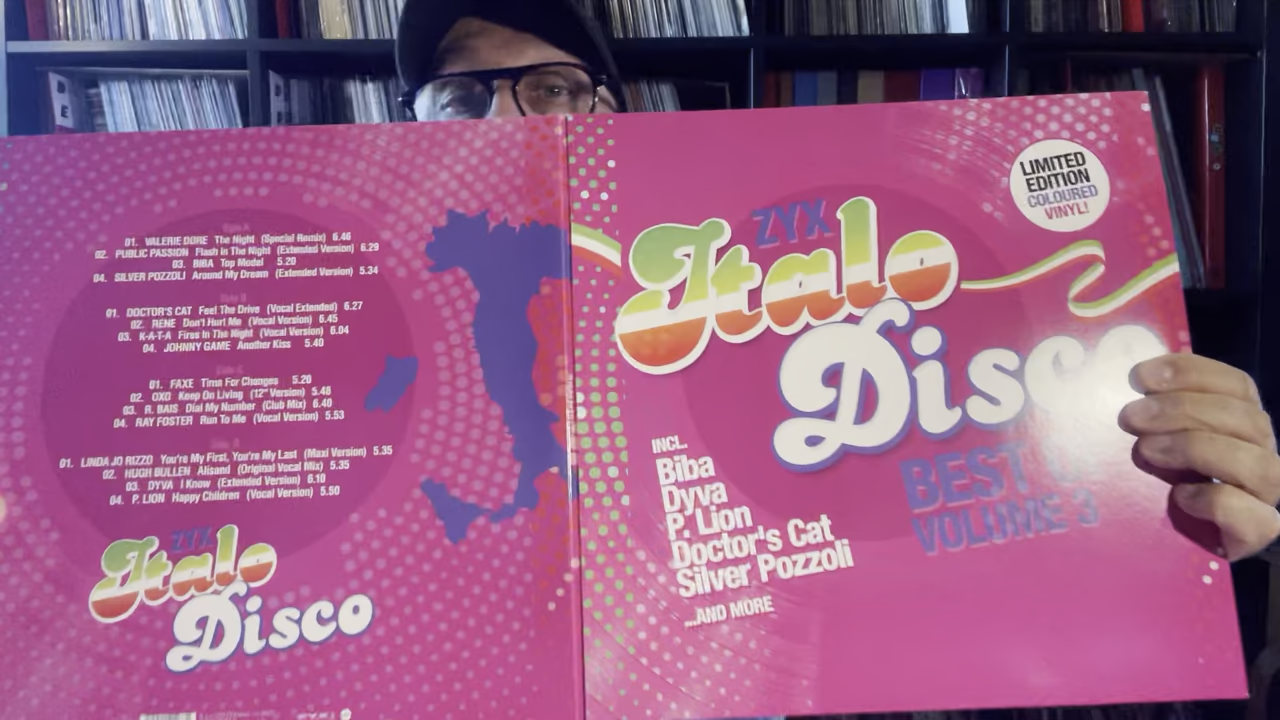 01. VALERIE DORE The Night (Special Remix) 6.46
02. PUBLIC PASSION Flash In The Night (Extended Version) 6.29
03. BIBA Top Model 5.20
04. SILVER POZZOLI Around My Dream (Extended Version) 5.34
01. DOCTOR'S CAT Feel The Drive (Vocal Extended) 6.27
02. RENE Don't Hurt Me (Vocal Version) 6.45
03. K-A-T-A Fires In The Night (Vocal Version) 6.04
04. JOHNNY GAME Another Kiss 5.40
01. FAXE Time For Changes 5.20
02. OXO Keep On Living (12" Version) 5.48
03. R. BAIS Dial My Number (Club Mix) 6.40
04. RAY FOSTER Run To Me (Vocal Version) 5.53
01. LINDA JO RIZZO You're My First, You're My Last (Maxi Version) 5.35
02. HUGH BULLEN Alisand (Original Vocal Mix) 5.35
03. DYVA I Know (Extended Version) 6.10
04. P. LION Happy Children (Vocal Version) 5.50
ZYX
Italo
Disco
LIMITED
EDITION
COLOURED
VINYL!
ZYX
Italo
Disco
BEST
VOLUME 3
INCL.
Biba
Dyva
P. Lion
Doctor's Cat
Silver Pozzoli
...AND MORE